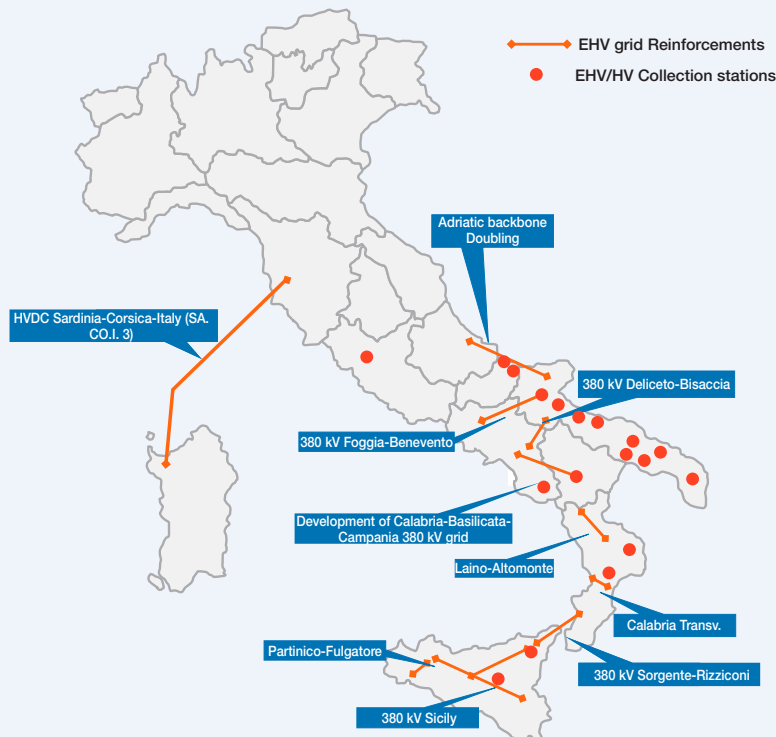 EHV grid Reinforcements
EHV/HV Collection stations
Adriatic backbone
Doubling
HVDC Sardinia-Corsica-Italy (SA.
CO.I. 3)
380 kV Deliceto-Bisaccia
380 kV Foggia-Benevento
Development of Calabria-Basilicata-
Campania 380 kV grid
Laino-Altomonte
Calabria Transv.
Partinico-Fulgatore
380 kV Sorgente-Rizziconi
380 kV Sicily